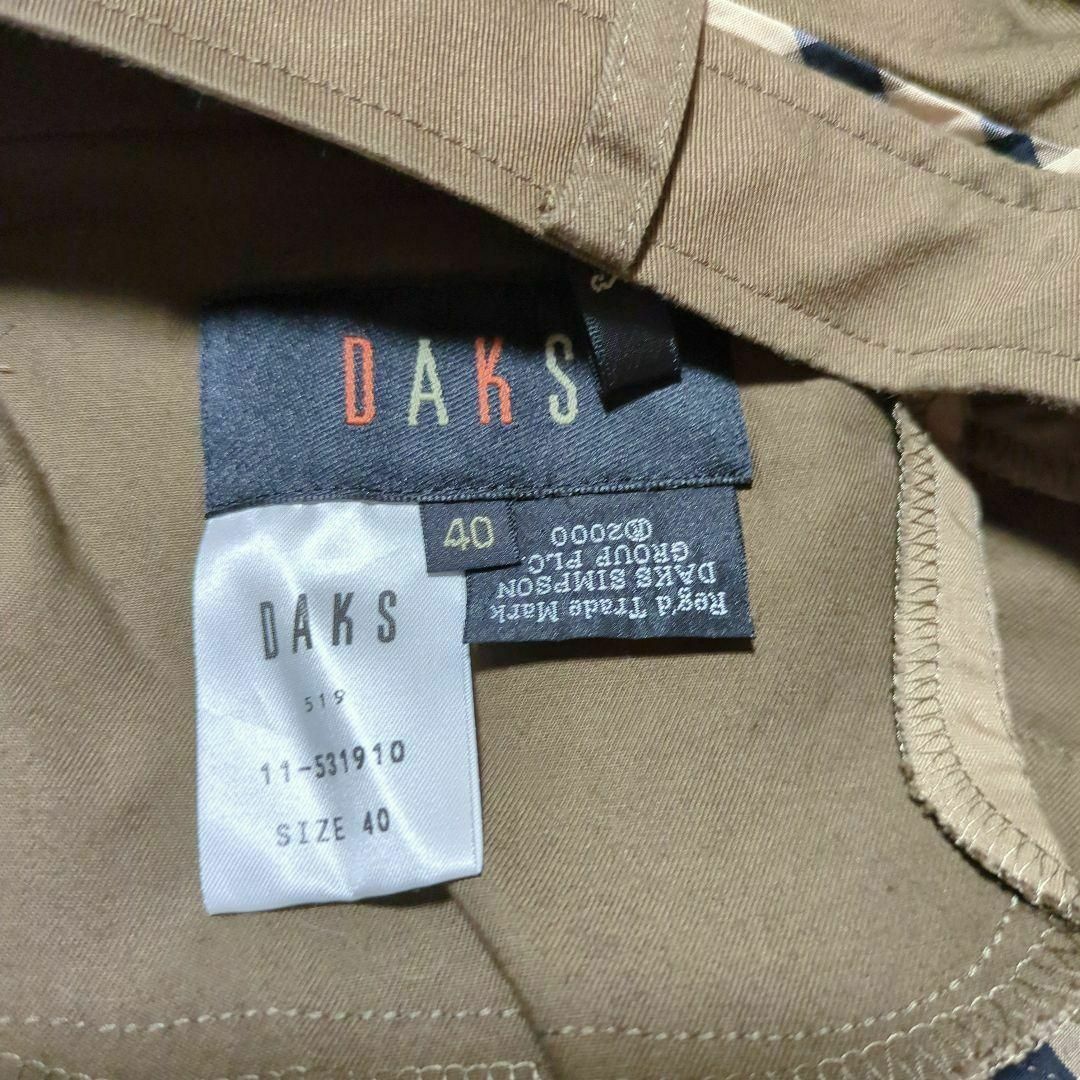 DAKS
40
Reg'd Trade Mark
DAKS SIMPSON
GROUP PLC.
®2000
DAKS
519
11-531910
SIZE 40